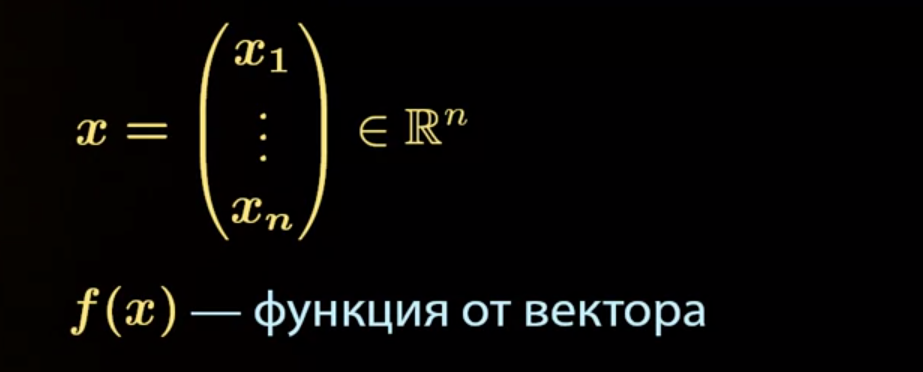 x = (x₁ ⋮ xₙ) ∈ ℝⁿ
f(x) — функция от вектора